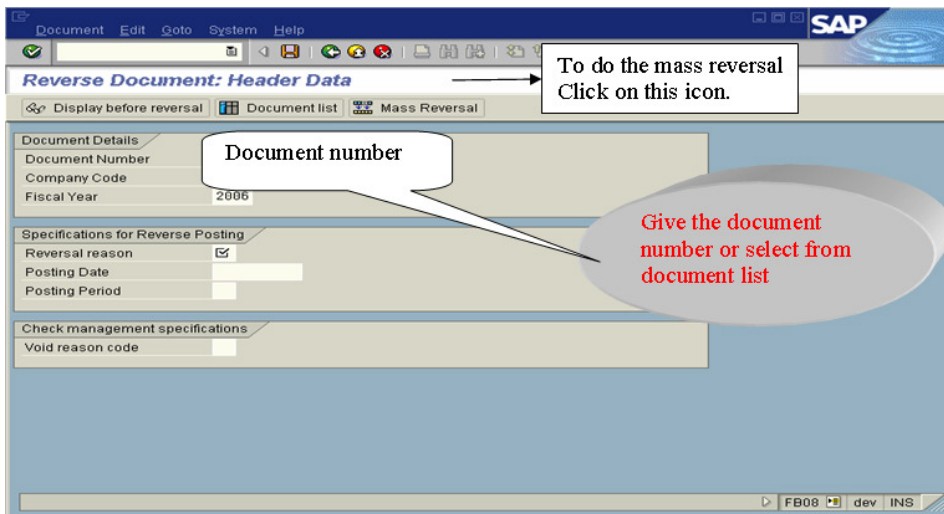 Document Edit Goto System Help
SAP
Reverse Document: Header Data
To do the mass reversal
Click on this icon.
Display before reversal Document list Mass Reversal
Document Details
Document Number
Document number
Company Code
Fiscal Year 2006
Give the document
number or select from
document list
Specifications for Reverse Posting
Reversal reason
Posting Date
Posting Period
Check management specifications
Void reason code
FB08 dev INS